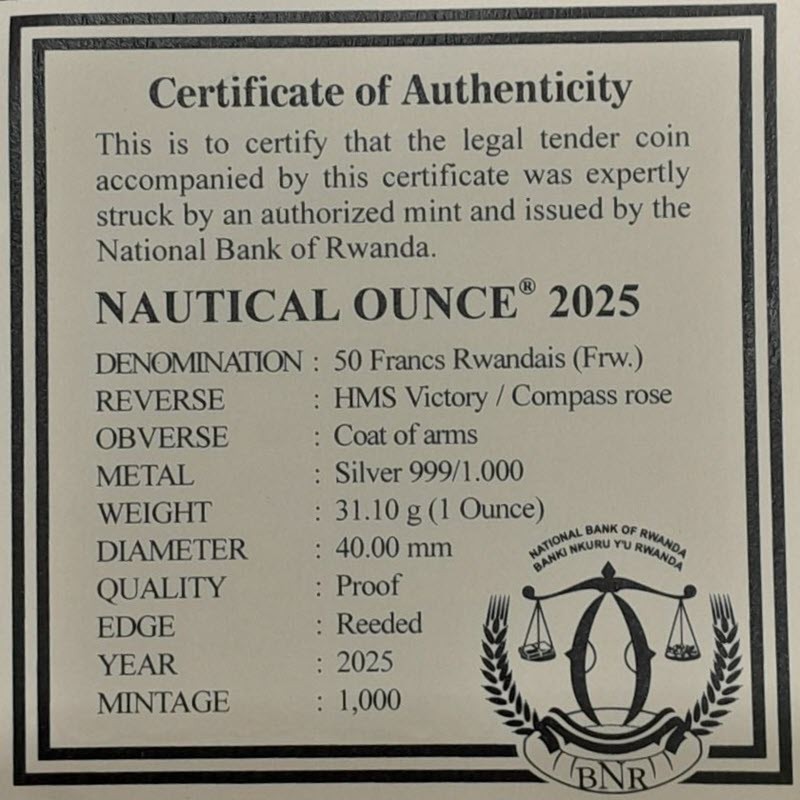 Certificate of Authenticity
This is to certify that the legal tender coin
accompanied by this certificate was expertly
struck by an authorized mint and issued by the
National Bank of Rwanda.
NAUTICAL OUNCE® 2025
DENOMINATION : 50 Francs Rwandais (Frw.)
REVERSE : HMS Victory / Compass rose
OBVERSE : Coat of arms
METAL : Silver 999/1.000
WEIGHT : 31.10 g (1 Ounce)
DIAMETER : 40.00 mm
QUALITY : Proof
EDGE : Reeded
YEAR : 2025
MINTAGE : 1,000
NATIONAL BANK OF RWANDA
BANKI NKURU Y'U RWANDA
BNR